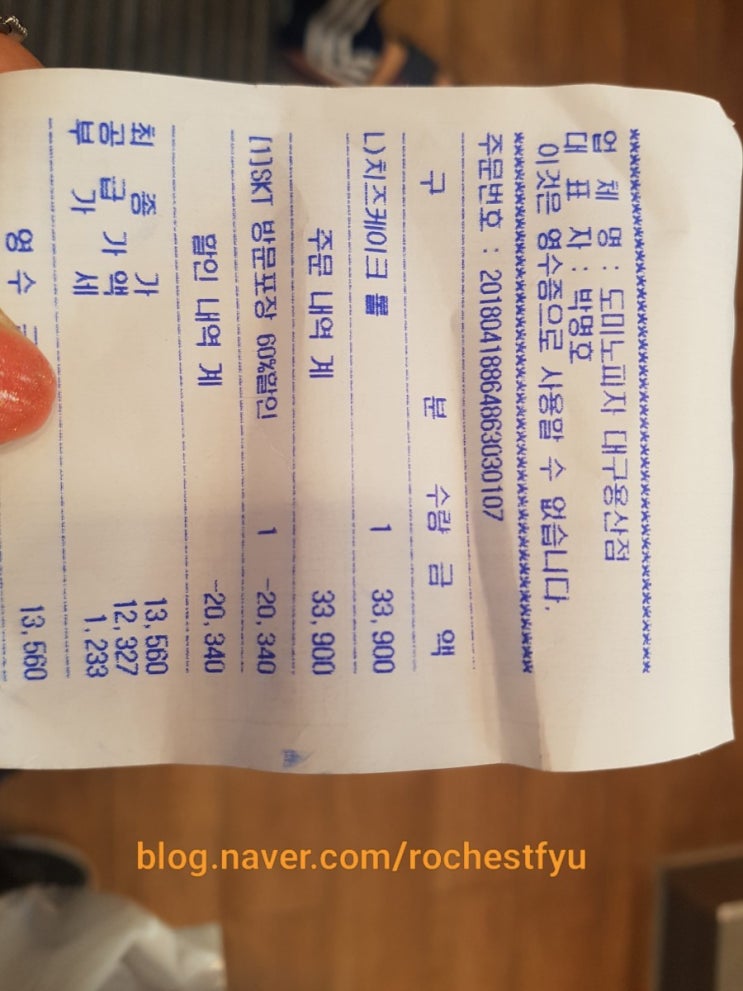 ****************************************************************
업 체 명 : 도미노피자 대구용산점
대 표 자 : 박명호
이것은 영수증으로 사용할 수 없습니다.
****************************************************************
주문번호 : 20180418864863030107
구 분 수량 금 액
L)치즈케이크 롤 1 33,900
주문 내역 계 33,900
[1]SKT 방문포장 60%할인 1 -20,340
할인 내역 계 -20,340
최 종 가 13,560
공 급 가 액 12,327
부 가 세 1,233
영 수 13,560
blog.naver.com/rochestfyu